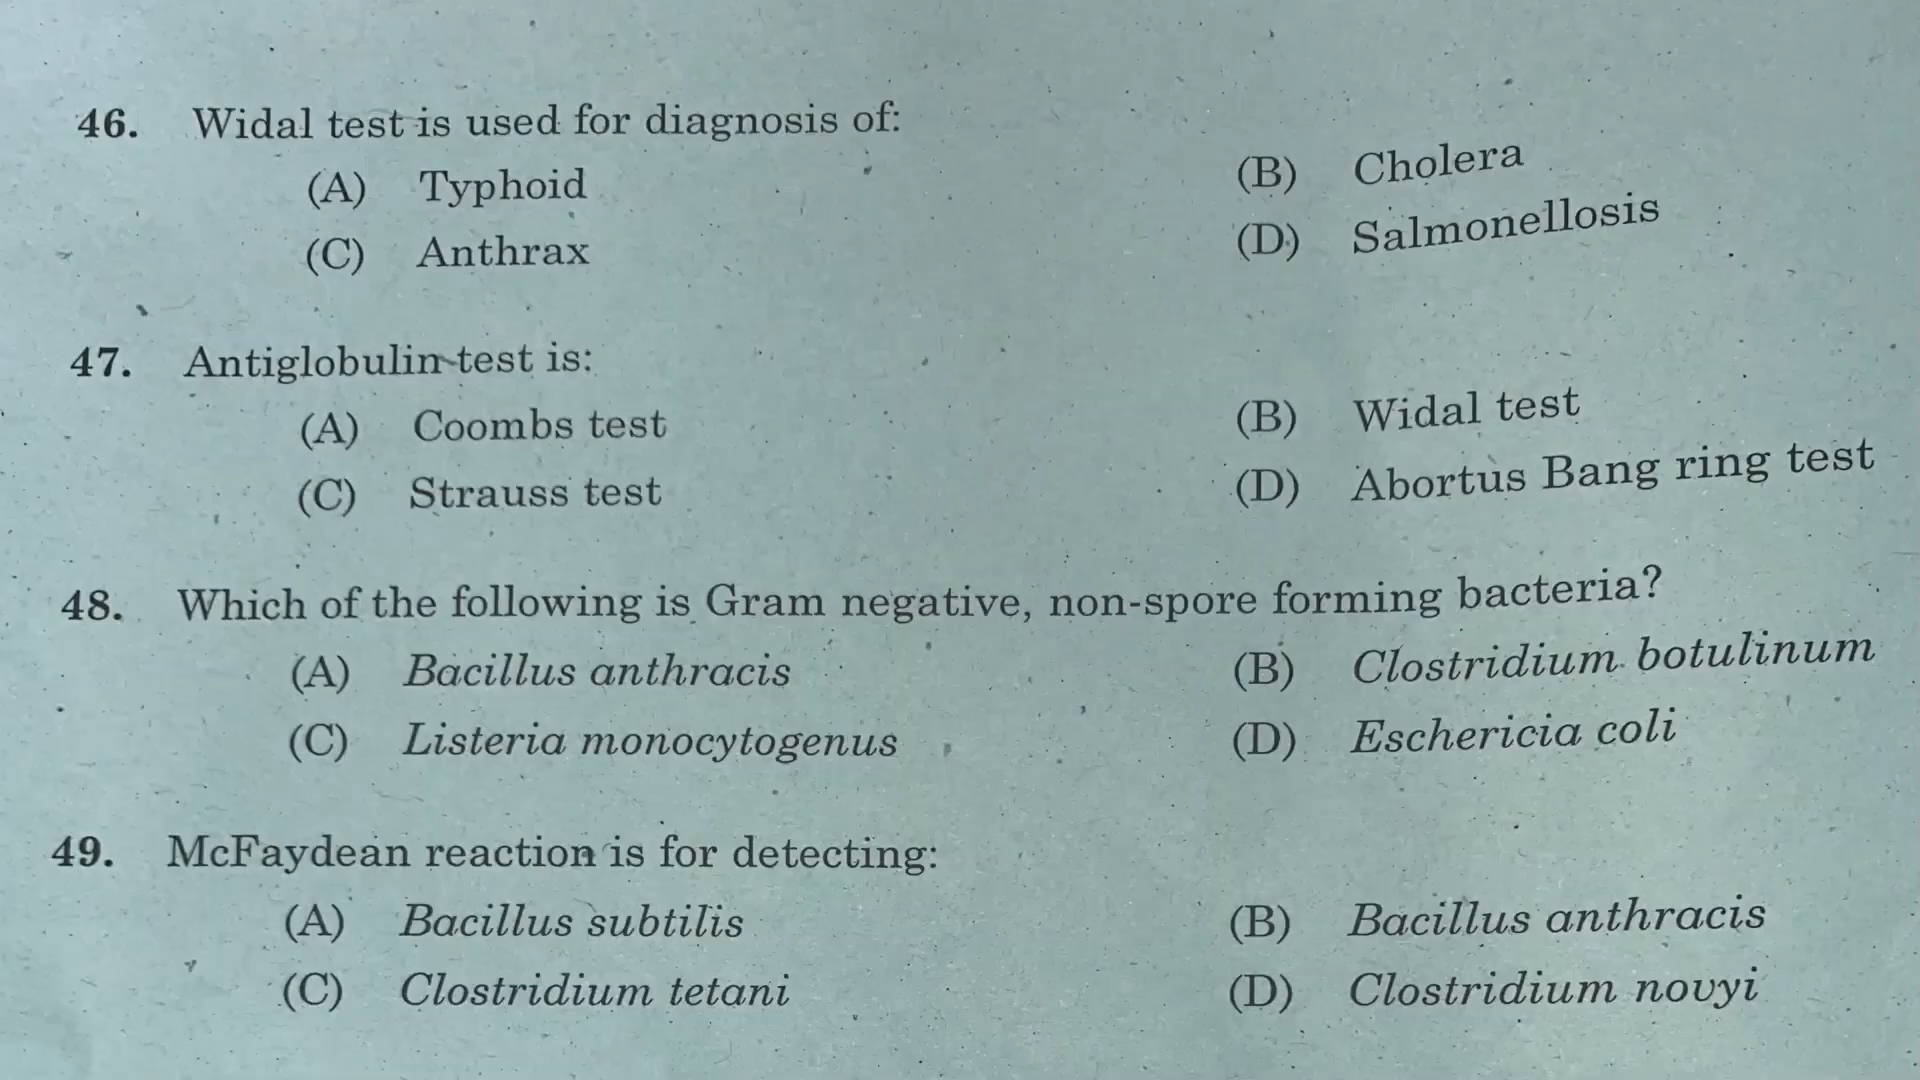 46. Widal test is used for diagnosis of:
(A) Typhoid (B) Cholera
(C) Anthrax (D) Salmonellosis
47. Antiglobulin test is:
(A) Coombs test (B) Widal test
(C) Strauss test (D) Abortus Bang ring test
48. Which of the following is Gram negative, non-spore forming bacteria?
(A) Bacillus anthracis (B) Clostridium botulinum
(C) Listeria monocytogenus (D) Eschericia coli
49. McFaydean reaction is for detecting:
(A) Bacillus subtilis (B) Bacillus anthracis
(C) Clostridium tetani (D) Clostridium novyi